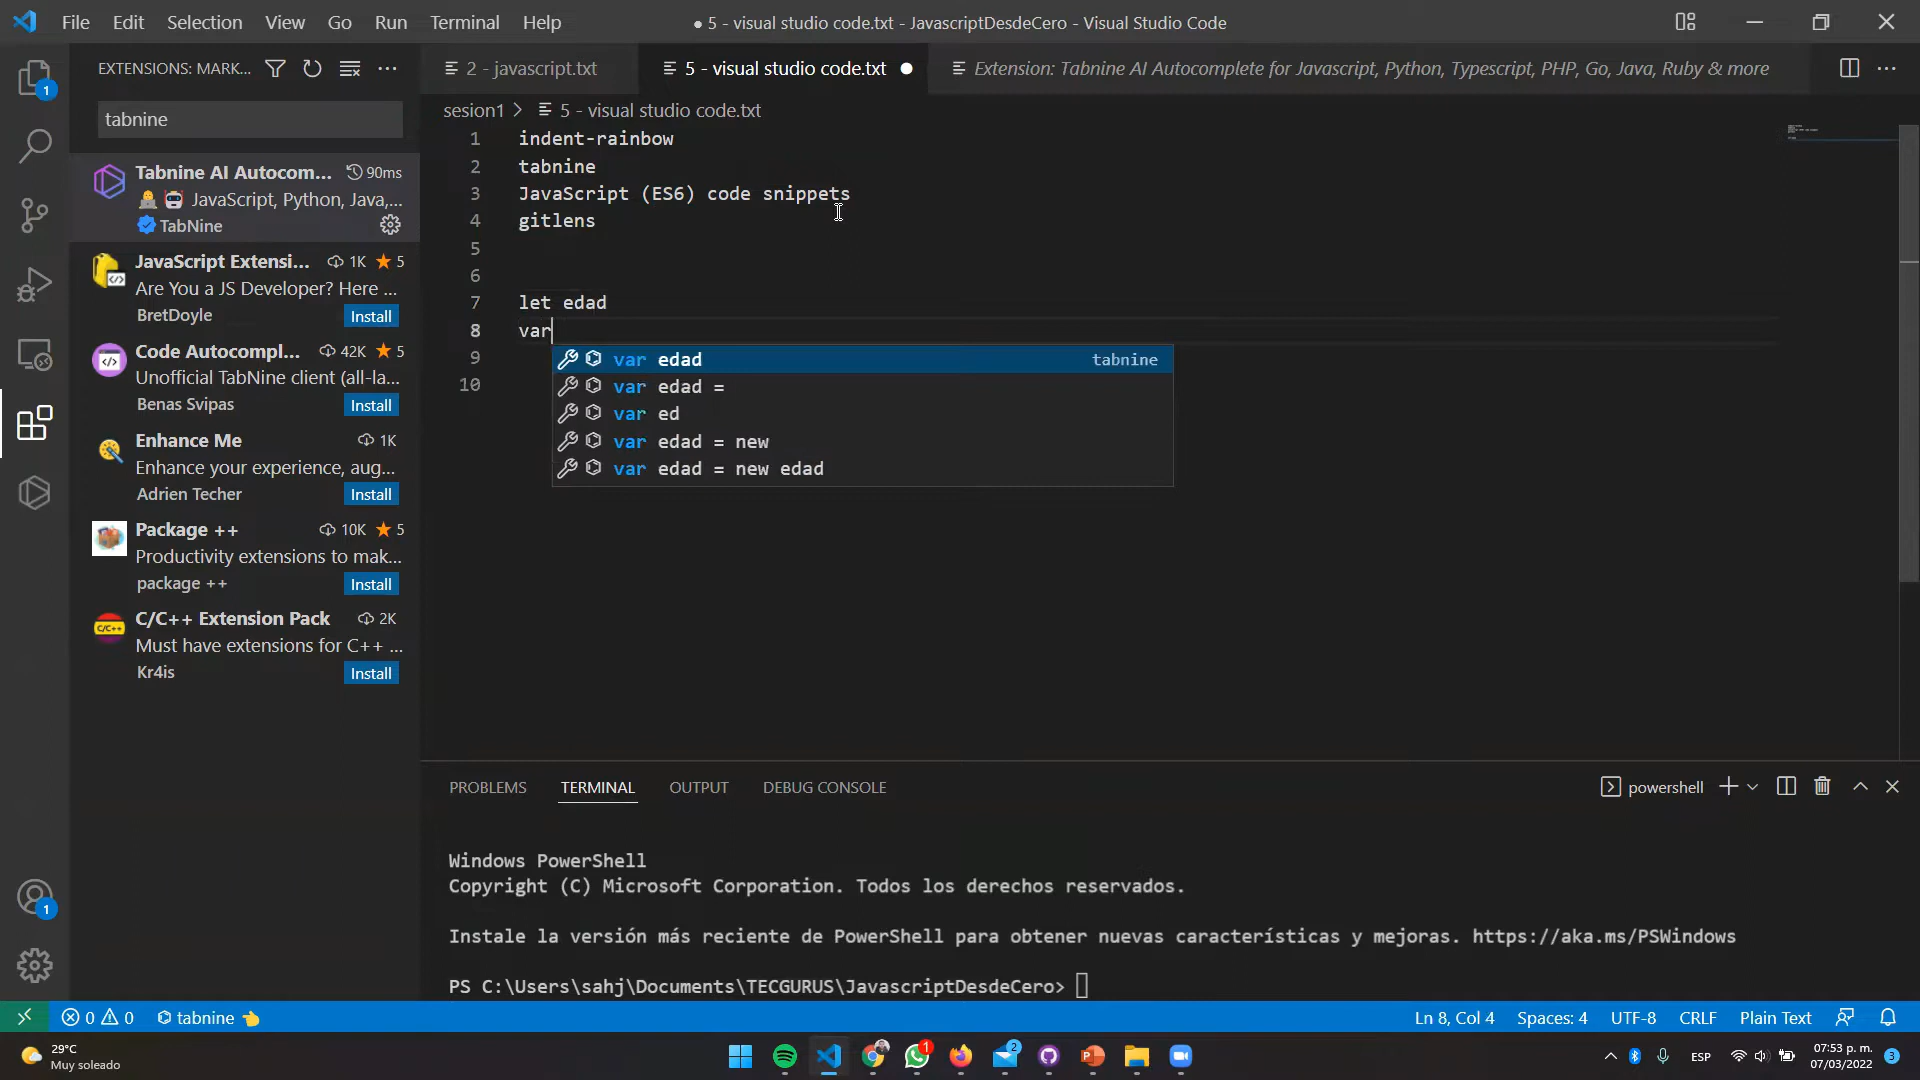 File Edit Selection View Go Run Terminal Help
● 5 - visual studio code.txt - JavascriptDesdeCero - Visual Studio Code
EXTENSIONS: MARK...
2 - javascript.txt
5 - visual studio code.txt
Extension: Tabnine AI Autocomplete for Javascript, Python, Typescript, PHP, Go, Java, Ruby & more
1
tabnine
sesion1 > 5 - visual studio code.txt
Tabnine AI Autocom... 90ms
JavaScript, Python, Java,...
TabNine
JavaScript Extensi... 1K 5
Are You a JS Developer? Here ...
BretDoyle Install
Code Autocompl... 42K 5
Unofficial TabNine client (all-la...
Benas Svipas Install
Enhance Me 1K
Enhance your experience, aug...
Adrien Techer Install
Package ++ 10K 5
Productivity extensions to mak...
package ++ Install
C/C++ Extension Pack 2K
Must have extensions for C++ ...
Kr4is Install
C/C++
1 indent-rainbow
2 tabnine
3 JavaScript (ES6) code snippets
4 gitlens
5
6
7 let edad
8 var
9
10
var edad tabnine
var edad =
var ed
var edad = new
var edad = new edad
PROBLEMS TERMINAL OUTPUT DEBUG CONSOLE
powershell
Windows PowerShell
Copyright (C) Microsoft Corporation. Todos los derechos reservados.
Instale la versión más reciente de PowerShell para obtener nuevas características y mejoras. https://aka.ms/PSWindows
PS C:\Users\sahj\Documents\TECGURUS\JavascriptDesdeCero>
1
0 0 tabnine
Ln 8, Col 4 Spaces: 4 UTF-8 CRLF Plain Text
29°C
Muy soleado
1
2
ESP
07:53 p. m.
07/03/2022
3